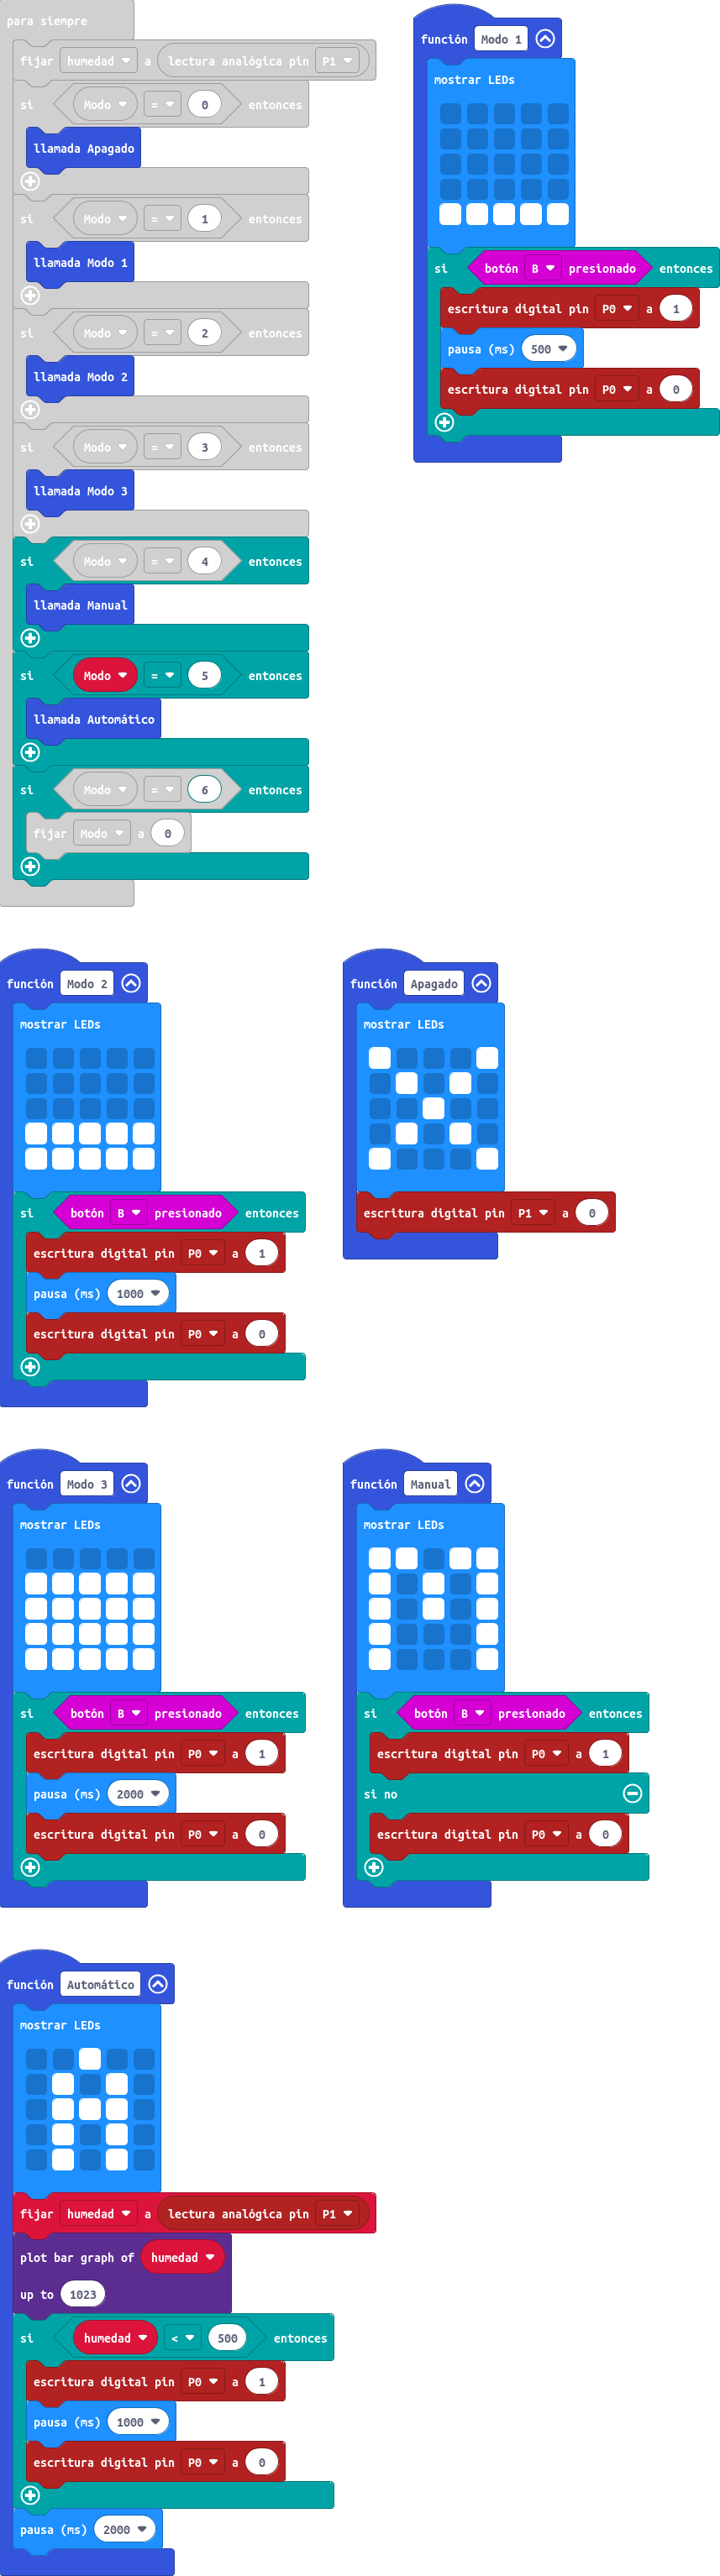 para siempre
fijar humedad a lectura analógica pin P1
si Modo = 0 entonces
llamada Apagado
si Modo = 1 entonces
llamada Modo 1
si Modo = 2 entonces
llamada Modo 2
si Modo = 3 entonces
llamada Modo 3
si Modo = 4 entonces
llamada Manual
si Modo = 5 entonces
llamada Automático
si Modo = 6 entonces
fijar Modo a 0
función Modo 1
mostrar LEDs
si botón B presionado entonces
escritura digital pin P0 a 1
pausa (ms) 500
escritura digital pin P0 a 0
función Modo 2
mostrar LEDs
si botón B presionado entonces
escritura digital pin P0 a 1
pausa (ms) 1000
escritura digital pin P0 a 0
función Apagado
mostrar LEDs
escritura digital pin P1 a 0
función Modo 3
mostrar LEDs
si botón B presionado entonces
escritura digital pin P0 a 1
pausa (ms) 2000
escritura digital pin P0 a 0
función Manual
mostrar LEDs
si botón B presionado entonces
escritura digital pin P0 a 1
si no
escritura digital pin P0 a 0
función Automático
mostrar LEDs
fijar humedad a lectura analógica pin P1
plot bar graph of humedad
up to 1023
si humedad < 500 entonces
escritura digital pin P0 a 1
pausa (ms) 1000
escritura digital pin P0 a 0
pausa (ms) 2000